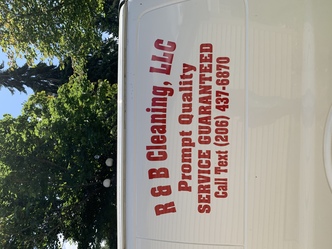 R & B Cleaning, LLC
Prompt Quality
SERVICE GUARANTEED
Call Text (206) 437-6870